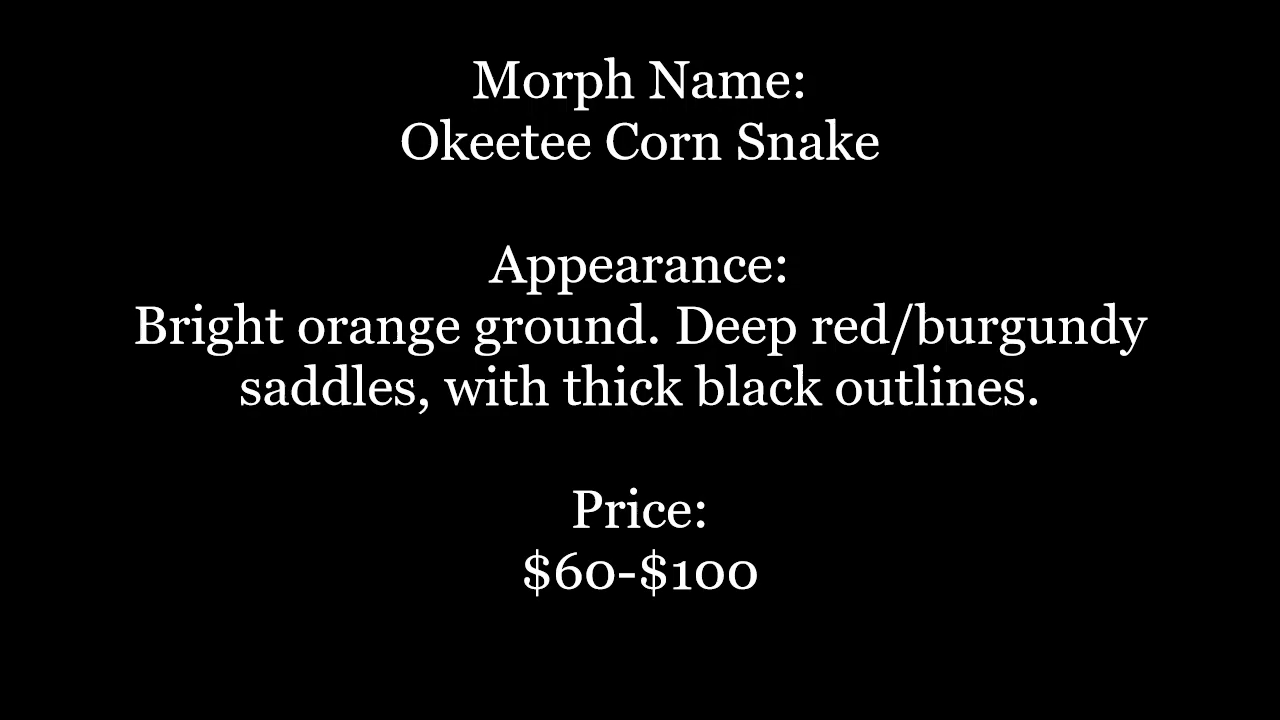 Morph Name:
Okeetee Corn Snake
Appearance:
Bright orange ground. Deep red/burgundy
saddles, with thick black outlines.
Price:
$60-$100